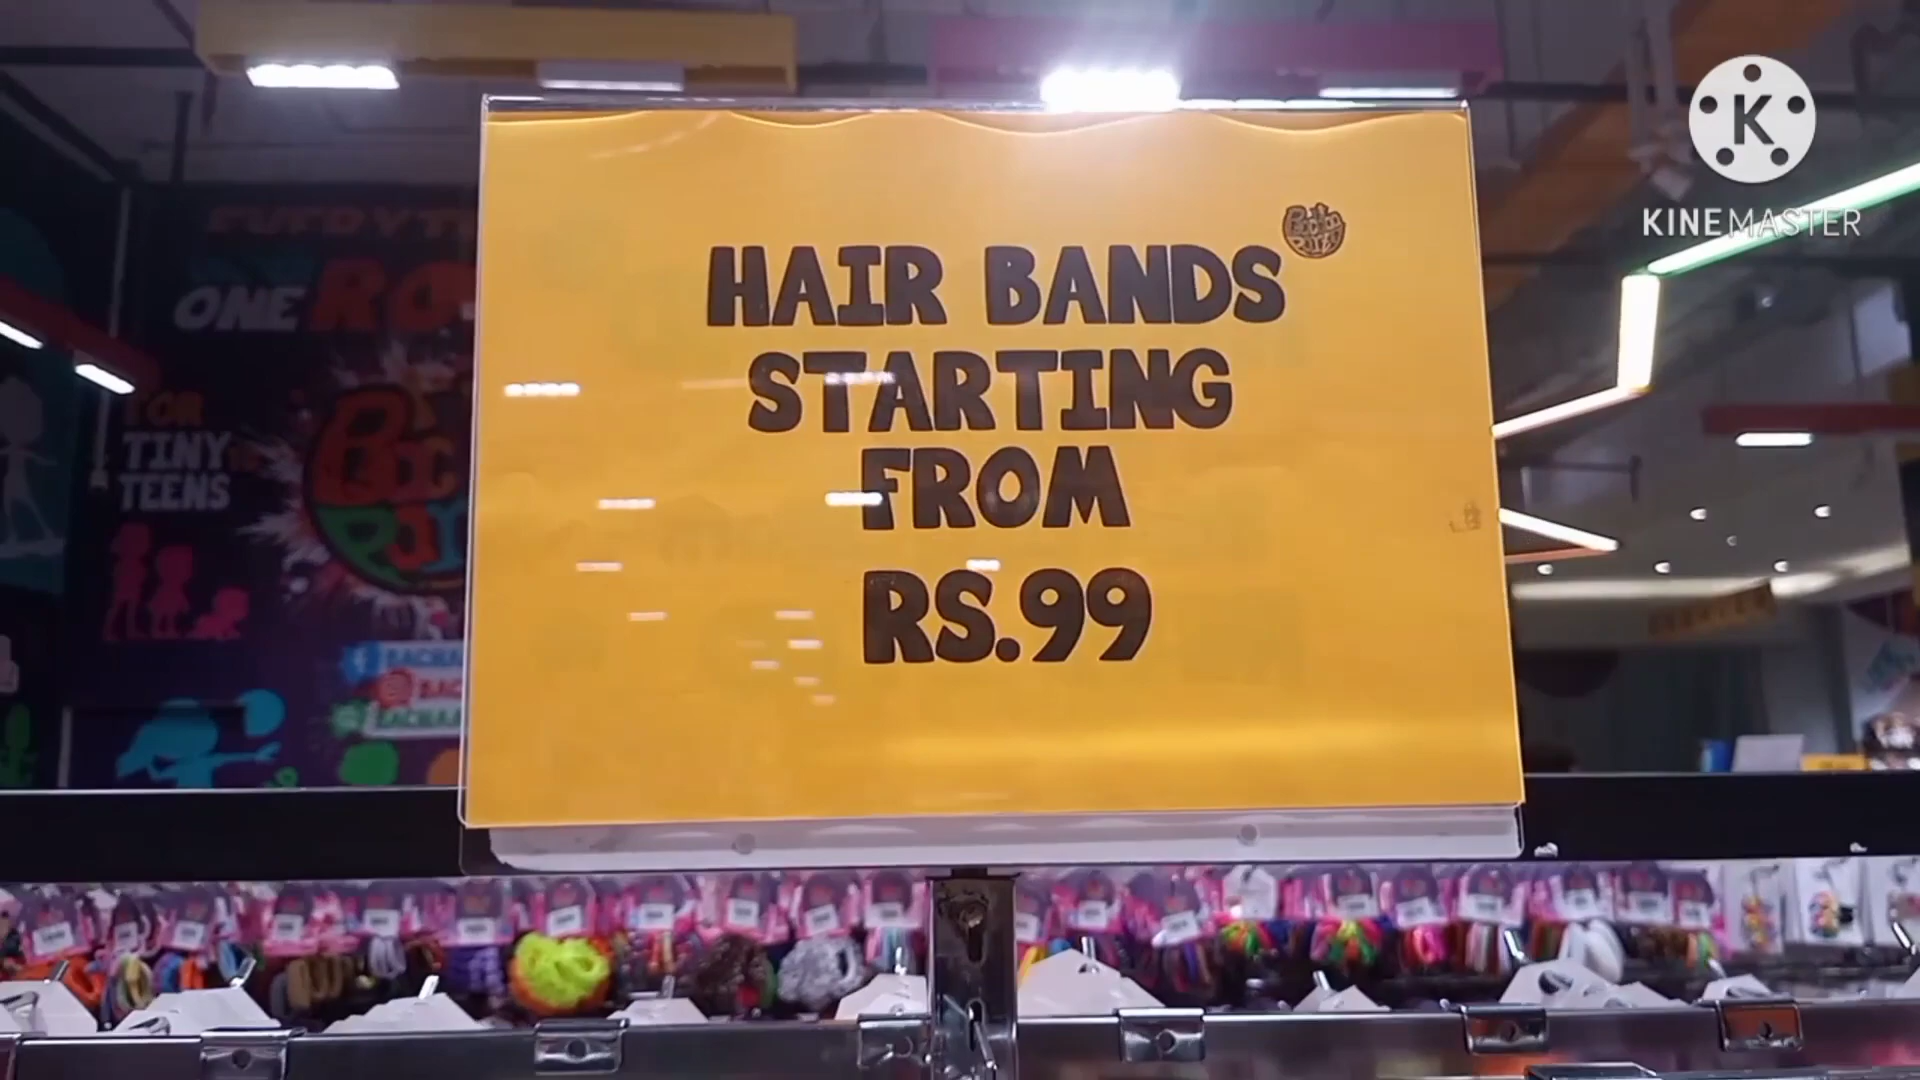 HAIR BANDS
STARTING
FROM
RS.99
KINEMASTER
ONE
FOR
TINY
TEENS